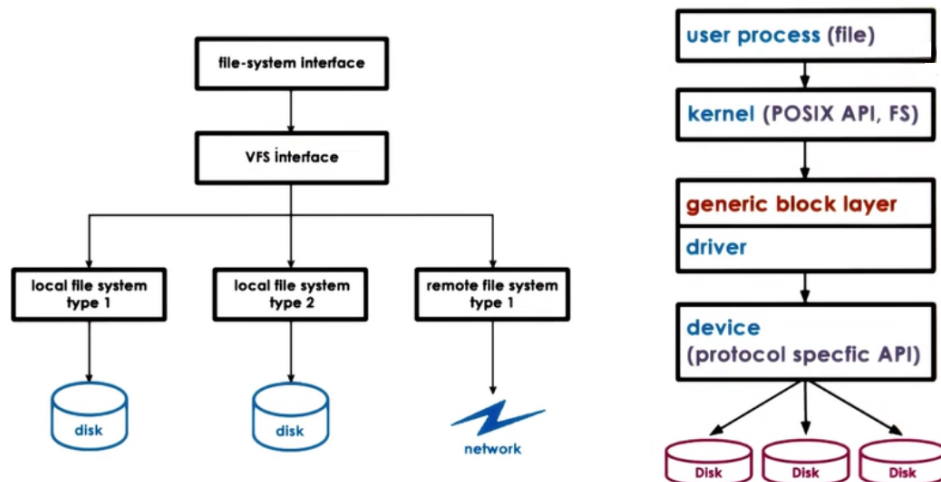 file-system interface
VFS interface
local file system
type 1
local file system
type 2
remote file system
type 1
disk
disk
network
user process (file)
kernel (POSIX API, FS)
generic block layer
driver
device
(protocol specfic API)
Disk
Disk
Disk